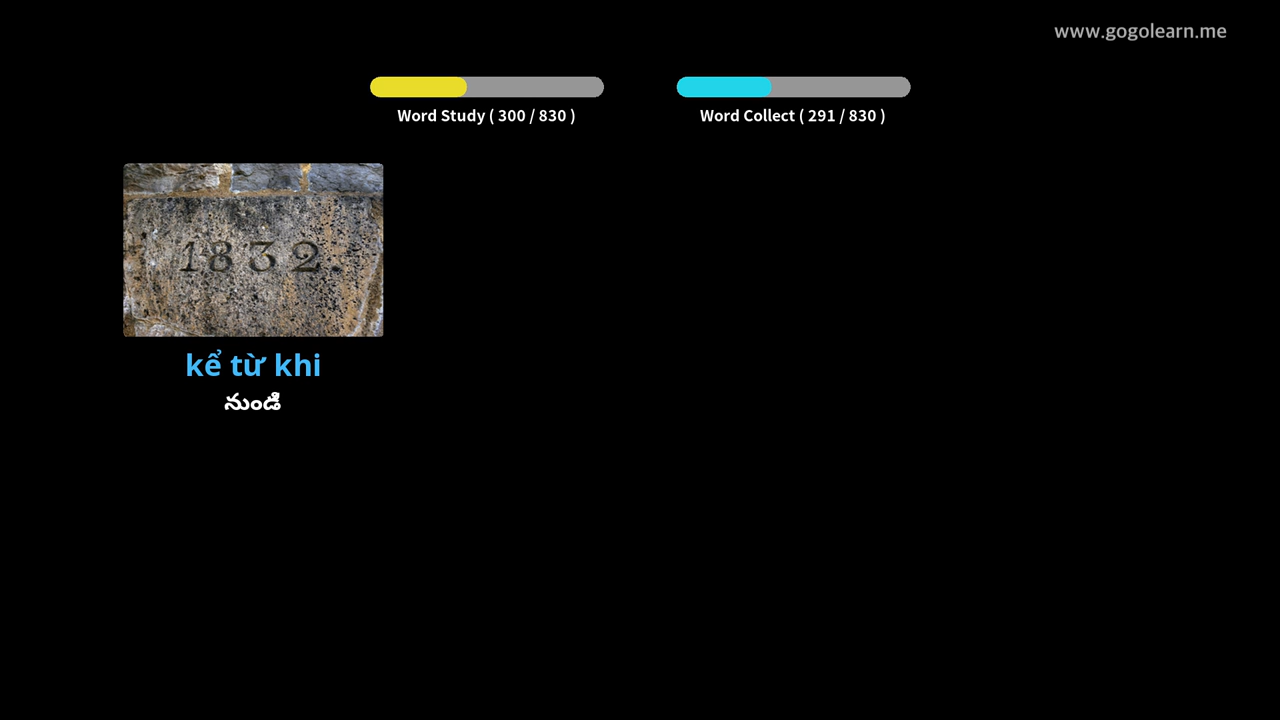 www.gogolearn.me
Word Study ( 300 / 830 )
Word Collect ( 291 / 830 )
1832.
kể từ khi
నుండి